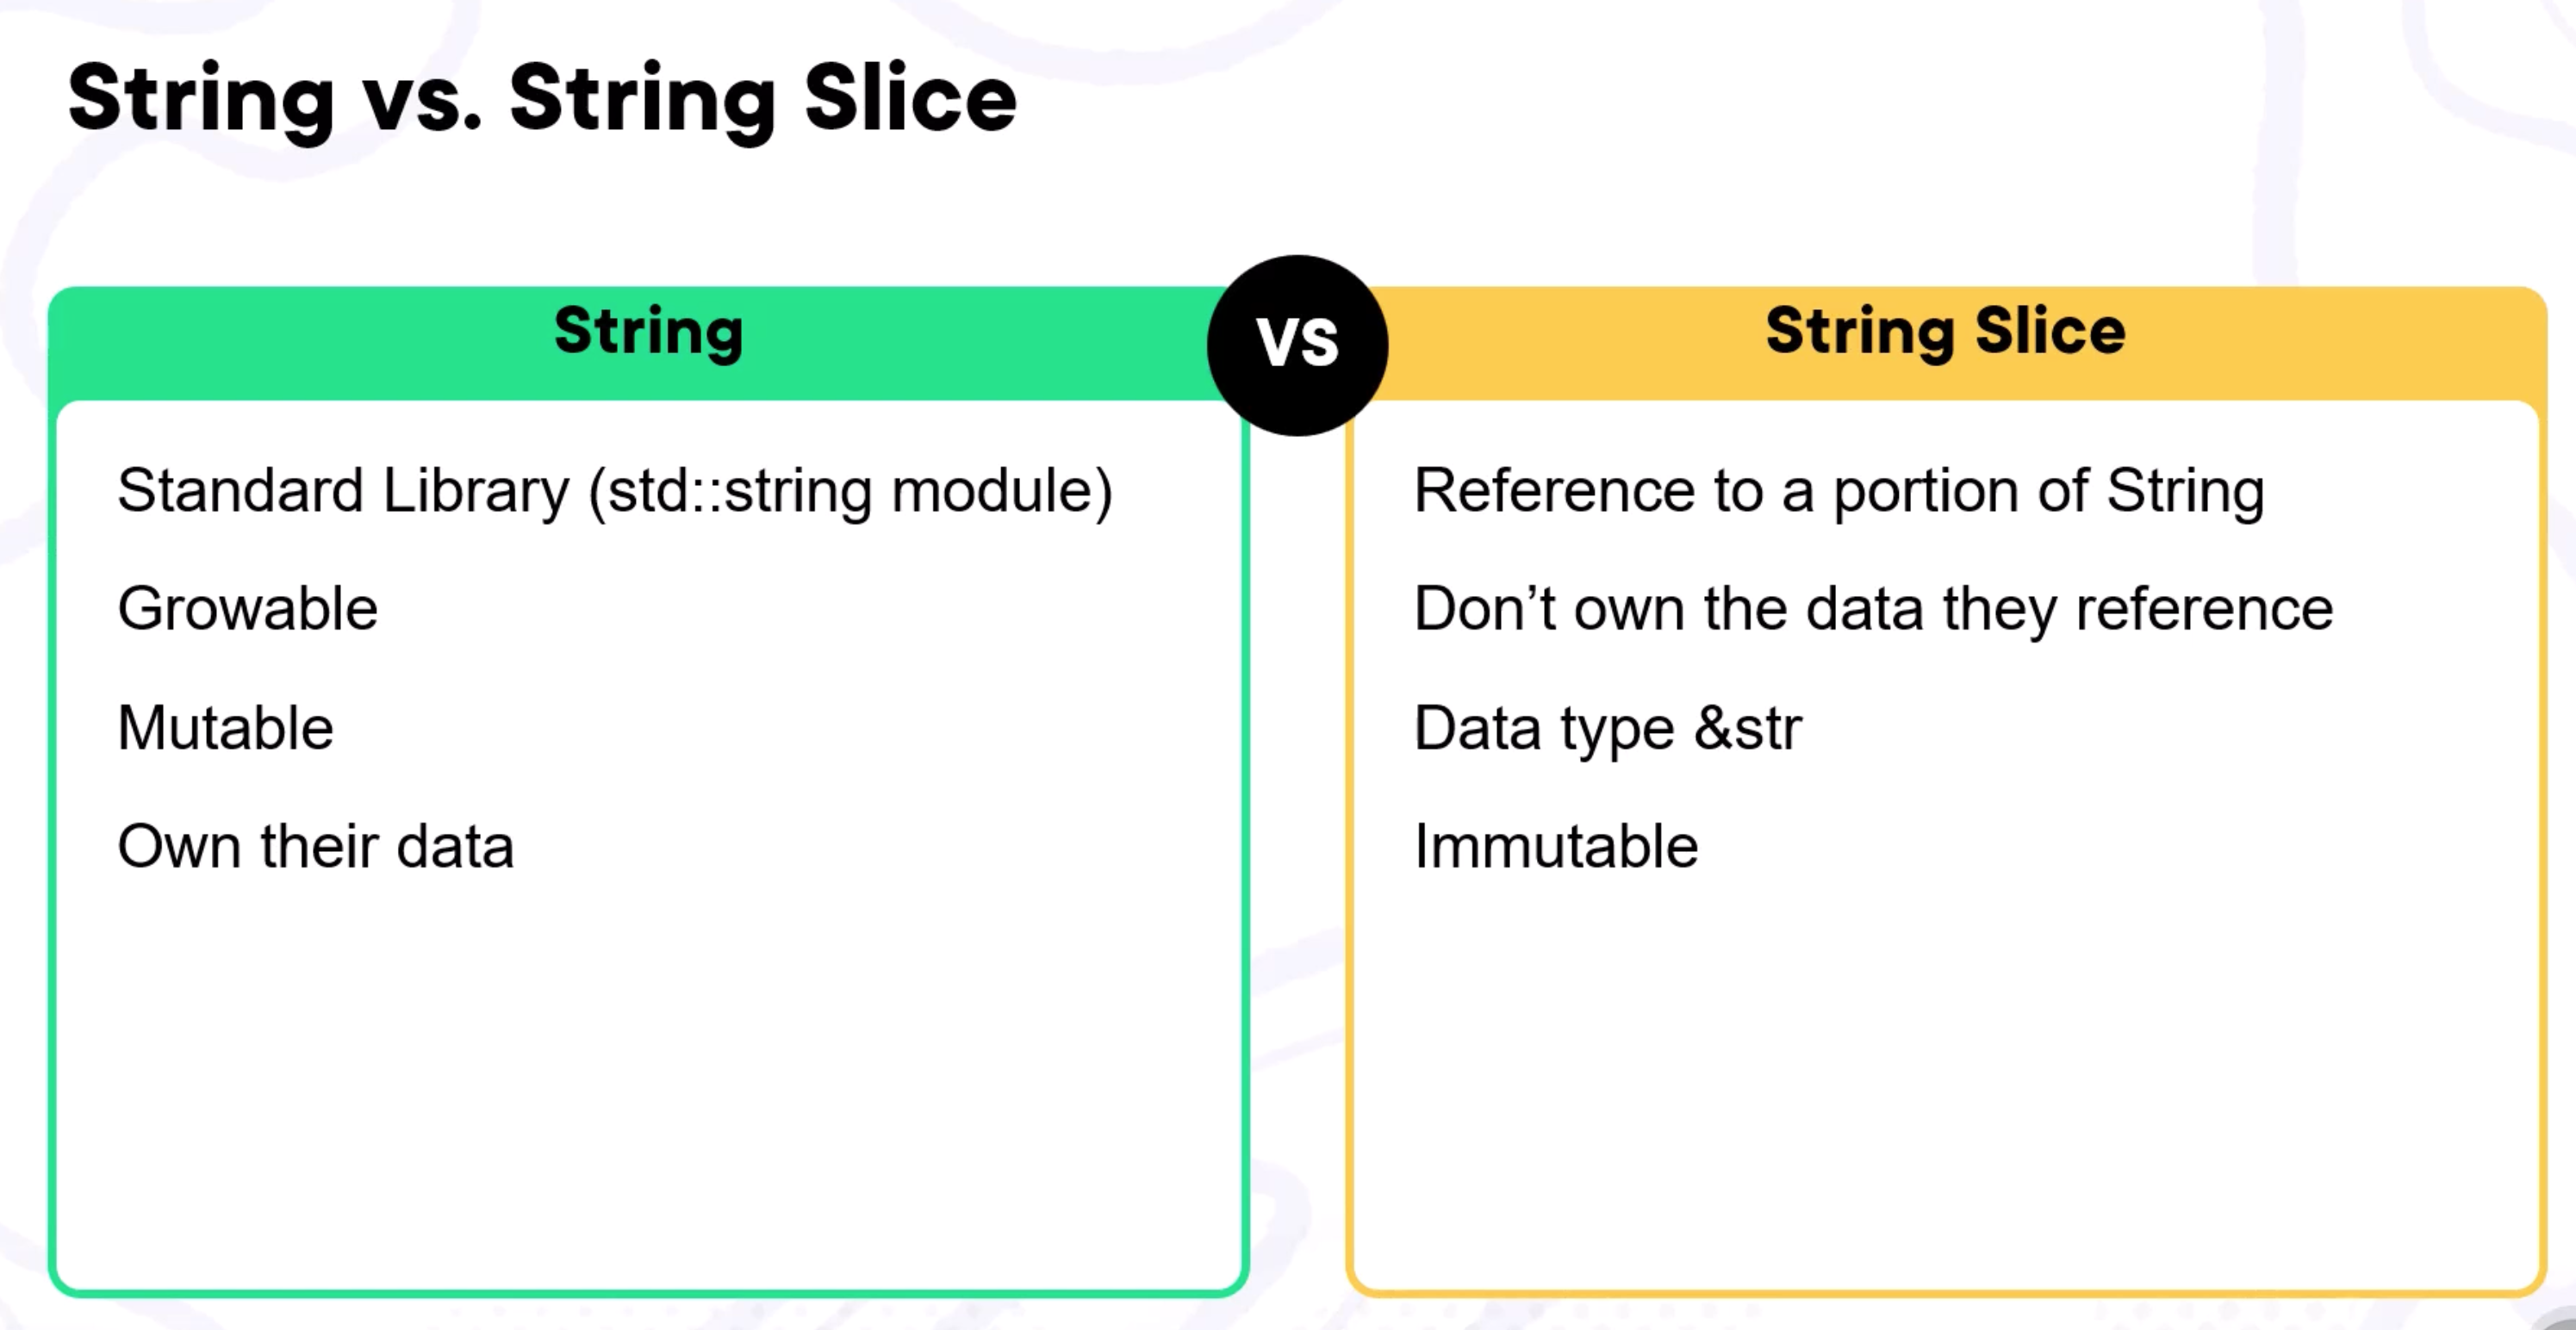 String vs. String Slice
String
VS
String Slice
Standard Library (std::string module)
Growable
Mutable
Own their data
Reference to a portion of String
Don’t own the data they reference
Data type &str
Immutable